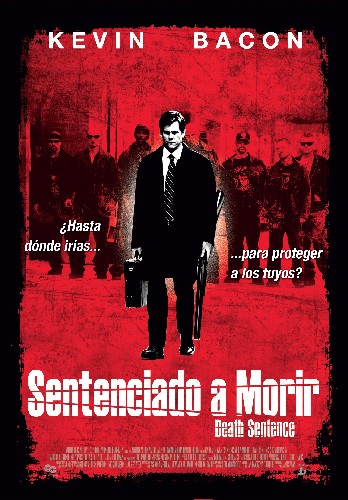 KEVIN BACON
¿Hasta
dónde irías...
...para proteger
a los tuyos?
Sentenciado a Morir
Death Sentence